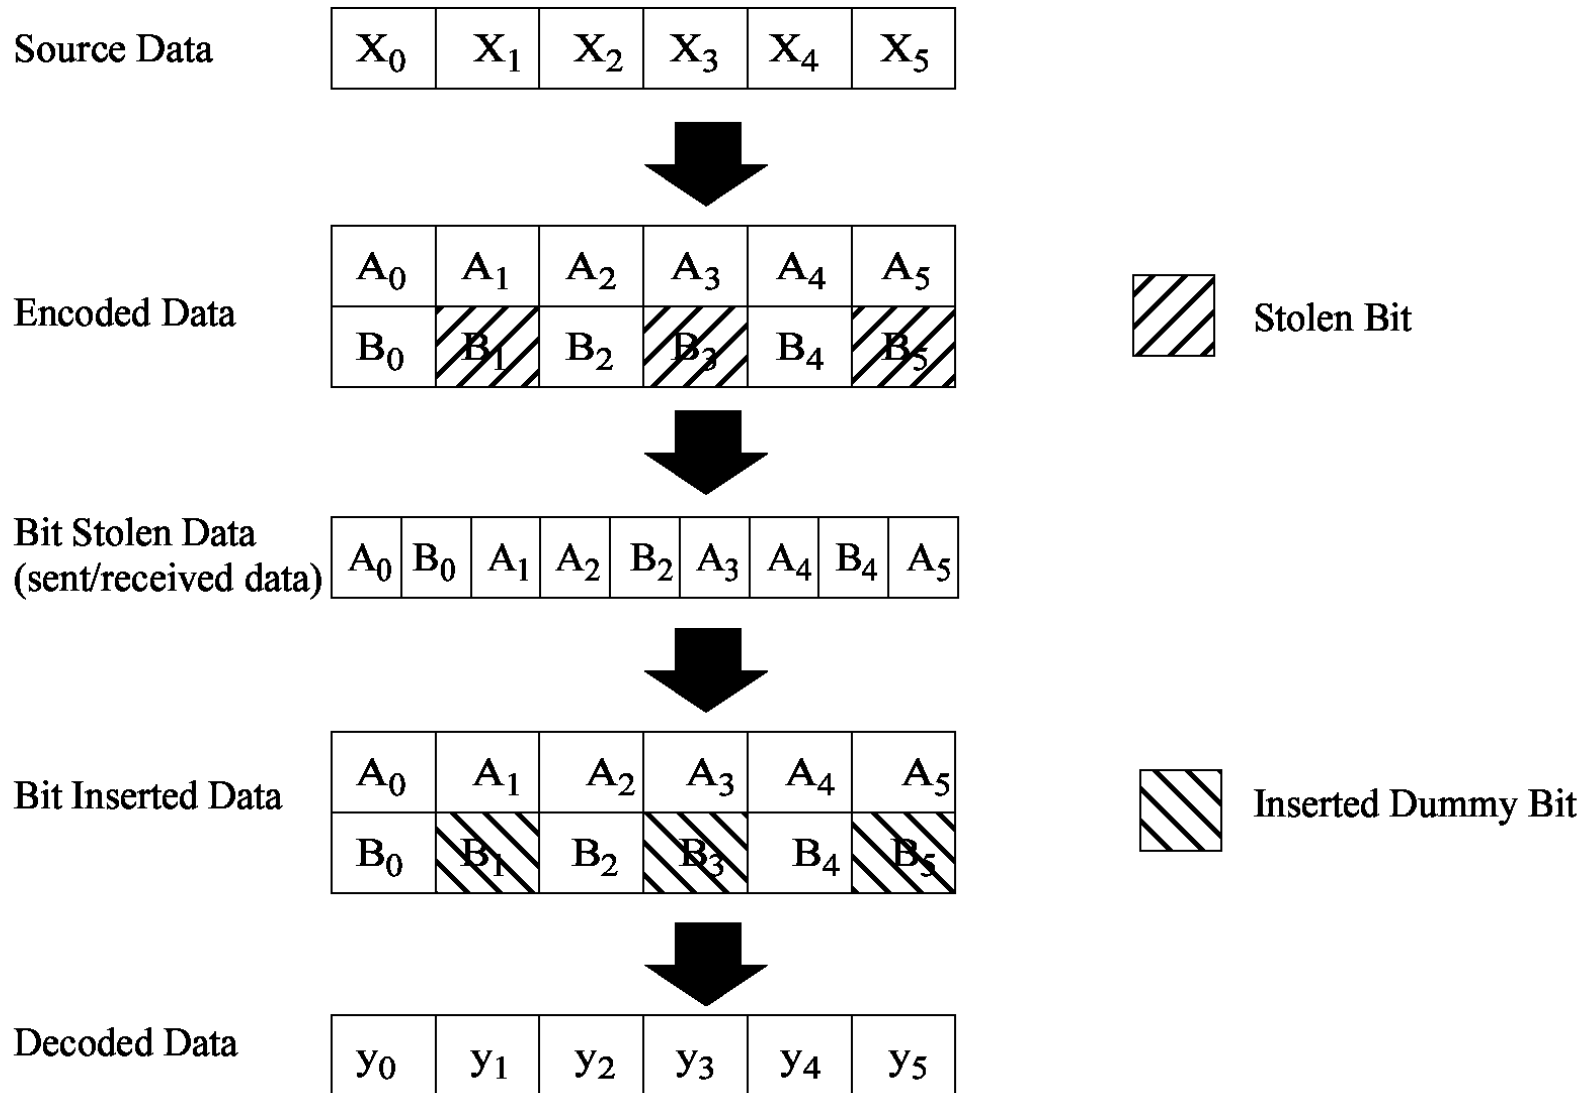 Source Data X₀ X₁ X₂ X₃ X₄ X₅
A₀ A₁ A₂ A₃ A₄ A₅
Encoded Data
B₀ B₁ B₂ B₃ B₄ B₅
Stolen Bit
Bit Stolen Data
(sent/received data)
A₀ B₀ A₁ A₂ B₂ A₃ A₄ B₄ A₅
A₀ A₁ A₂ A₃ A₄ A₅
Bit Inserted Data
B₀ B₁ B₂ B₃ B₄ B₅
Inserted Dummy Bit
Decoded Data y₀ y₁ y₂ y₃ y₄ y₅